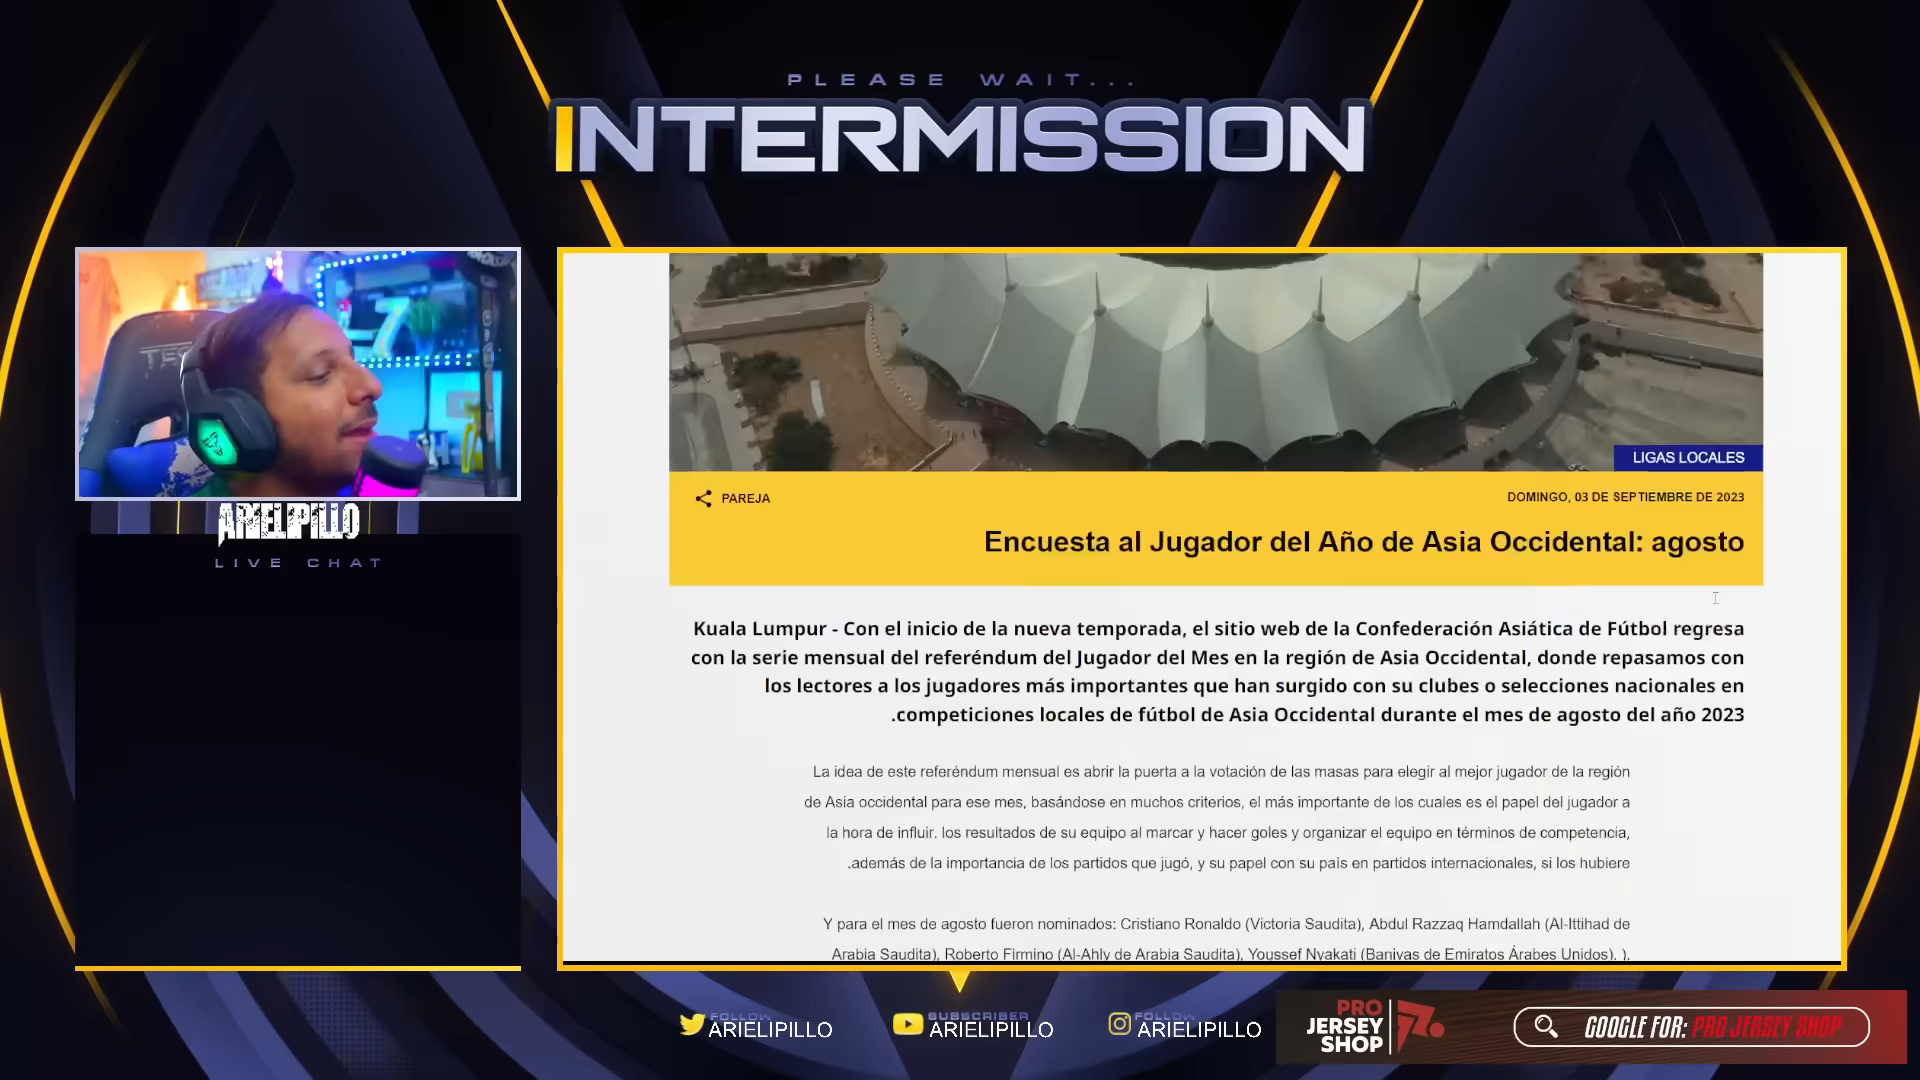 PLEASE WAIT...
INTERMISSION
ARIELIPILLO
LIVE CHAT
LIGAS LOCALES
PAREJA
DOMINGO, 03 DE SEPTIEMBRE DE 2023
Encuesta al Jugador del Año de Asia Occidental: agosto
Kuala Lumpur - Con el inicio de la nueva temporada, el sitio web de la Confederación Asiática de Fútbol regresa
con la serie mensual del referéndum del Jugador del Mes en la región de Asia Occidental, donde repasamos con
los lectores a los jugadores más importantes que han surgido con su clubes o selecciones nacionales en
.competiciones locales de fútbol de Asia Occidental durante el mes de agosto del año 2023
La idea de este referéndum mensual es abrir la puerta a la votación de las masas para elegir al mejor jugador de la región
de Asia occidental para ese mes, basándose en muchos criterios, el más importante de los cuales es el papel del jugador a
la hora de influir. los resultados de su equipo al marcar y hacer goles y organizar el equipo en términos de competencia,
.además de la importancia de los partidos que jugó, y su papel con su país en partidos internacionales, si los hubiere
Y para el mes de agosto fueron nominados: Cristiano Ronaldo (Victoria Saudita), Abdul Razzaq Hamdallah (Al-Ittihad de
Arabia Saudita), Roberto Firmino (Al-Ahly de Arabia Saudita), Youssef Nyakati (Baniyas de Emiratos Árabes Unidos). ).
FOLLOW
ARIELIPILLO
SUBSCRIBER
ARIELIPILLO
FOLLOW
ARIELIPILLO
PRO
JERSEY
SHOP
GOOGLE FOR: PRO JERSEY SHOP